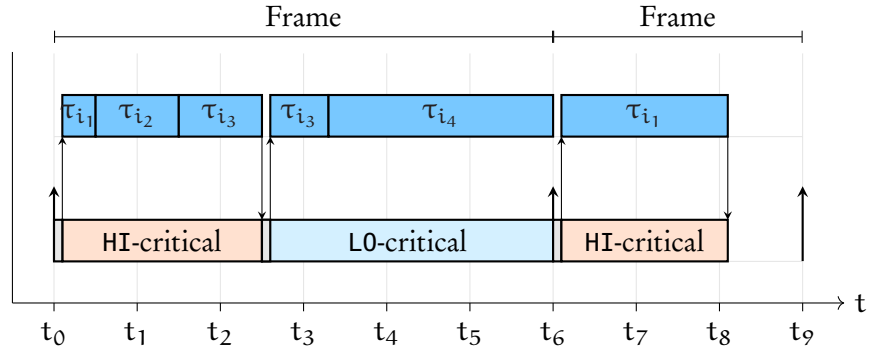 Frame Frame
τi1 τi2 τi3 τi3 τi4 τi1
HI-critical LO-critical HI-critical
t
t0 t1 t2 t3 t4 t5 t6 t7 t8 t9